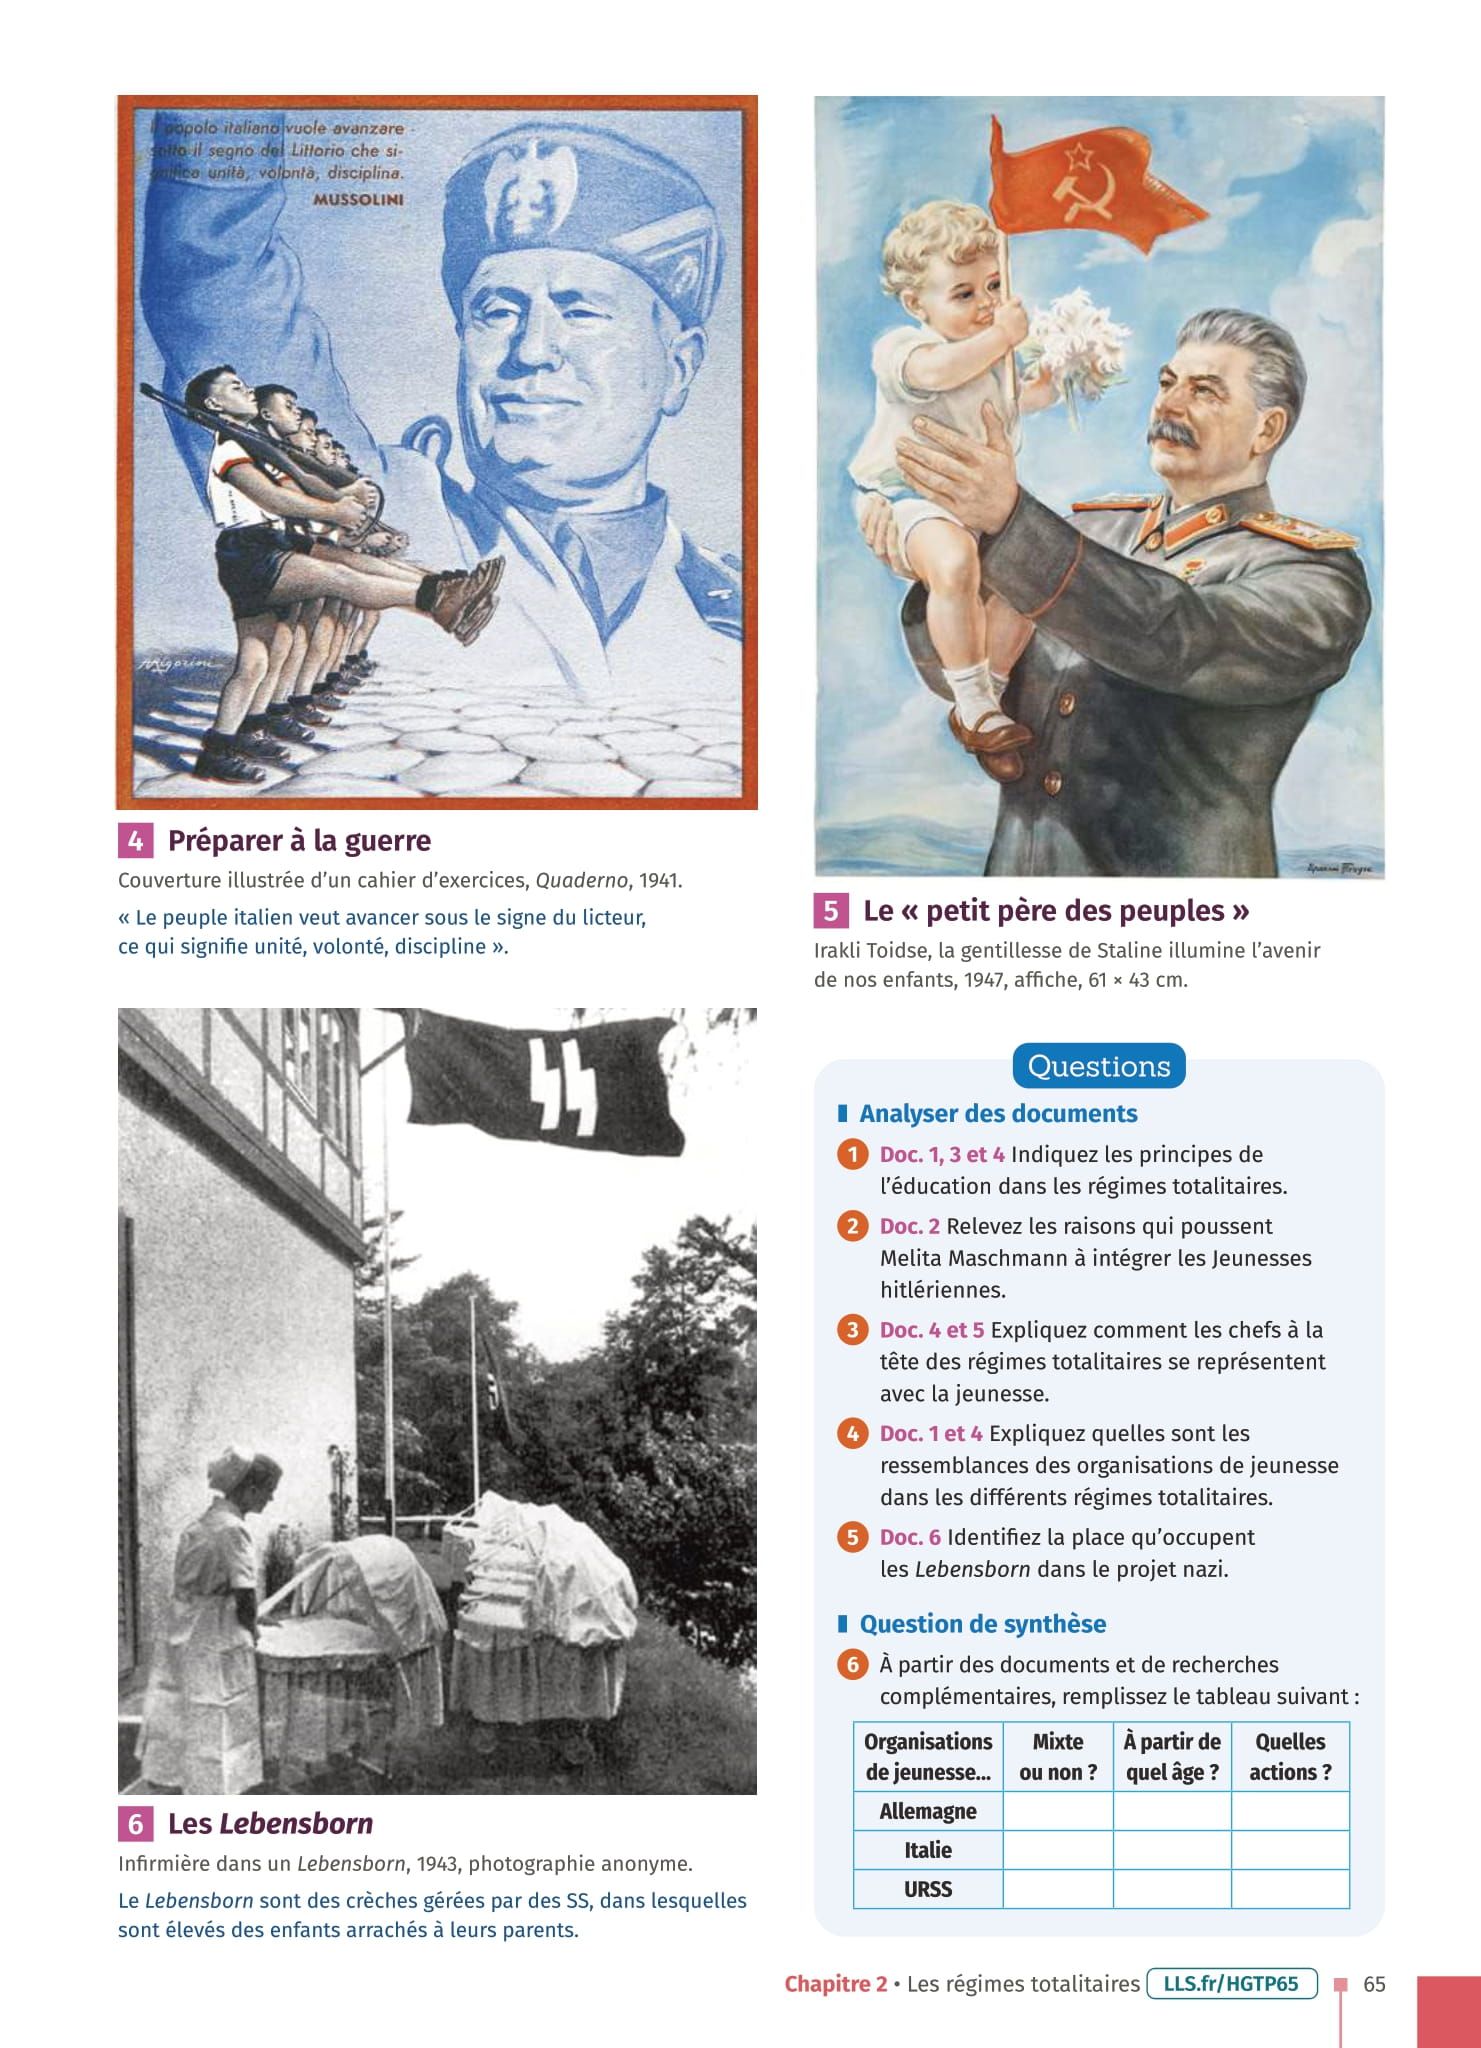 Il popolo italiano vuole avanzare
sotto il segno del Littorio che si-
gnifica unità, volontà, disciplina.
MUSSOLINI
4 Préparer à la guerre
Couverture illustrée d’un cahier d’exercices, Quaderno, 1941.
« Le peuple italien veut avancer sous le signe du licteur,
ce qui signifie unité, volonté, discipline ».
5 Le « petit père des peuples »
Irakli Toidse, la gentillesse de Staline illumine l’avenir
de nos enfants, 1947, affiche, 61 × 43 cm.
6 Les Lebensborn
Infirmière dans un Lebensborn, 1943, photographie anonyme.
Le Lebensborn sont des crèches gérées par des SS, dans lesquelles
sont élevés des enfants arrachés à leurs parents.
Questions
Analyser des documents
1 Doc. 1, 3 et 4 Indiquez les principes de
l’éducation dans les régimes totalitaires.
2 Doc. 2 Relevez les raisons qui poussent
Melita Maschmann à intégrer les Jeunesses
hitlériennes.
3 Doc. 4 et 5 Expliquez comment les chefs à la
tête des régimes totalitaires se représentent
avec la jeunesse.
4 Doc. 1 et 4 Expliquez quelles sont les
ressemblances des organisations de jeunesse
dans les différents régimes totalitaires.
5 Doc. 6 Identifiez la place qu’occupent
les Lebensborn dans le projet nazi.
Question de synthèse
6 À partir des documents et de recherches
complémentaires, remplissez le tableau suivant :
Organisations Mixte À partir de Quelles
de jeunesse... ou non ? quel âge ? actions ?
Allemagne
Italie
URSS
Chapitre 2 • Les régimes totalitaires LLS.fr/HGTP65 65